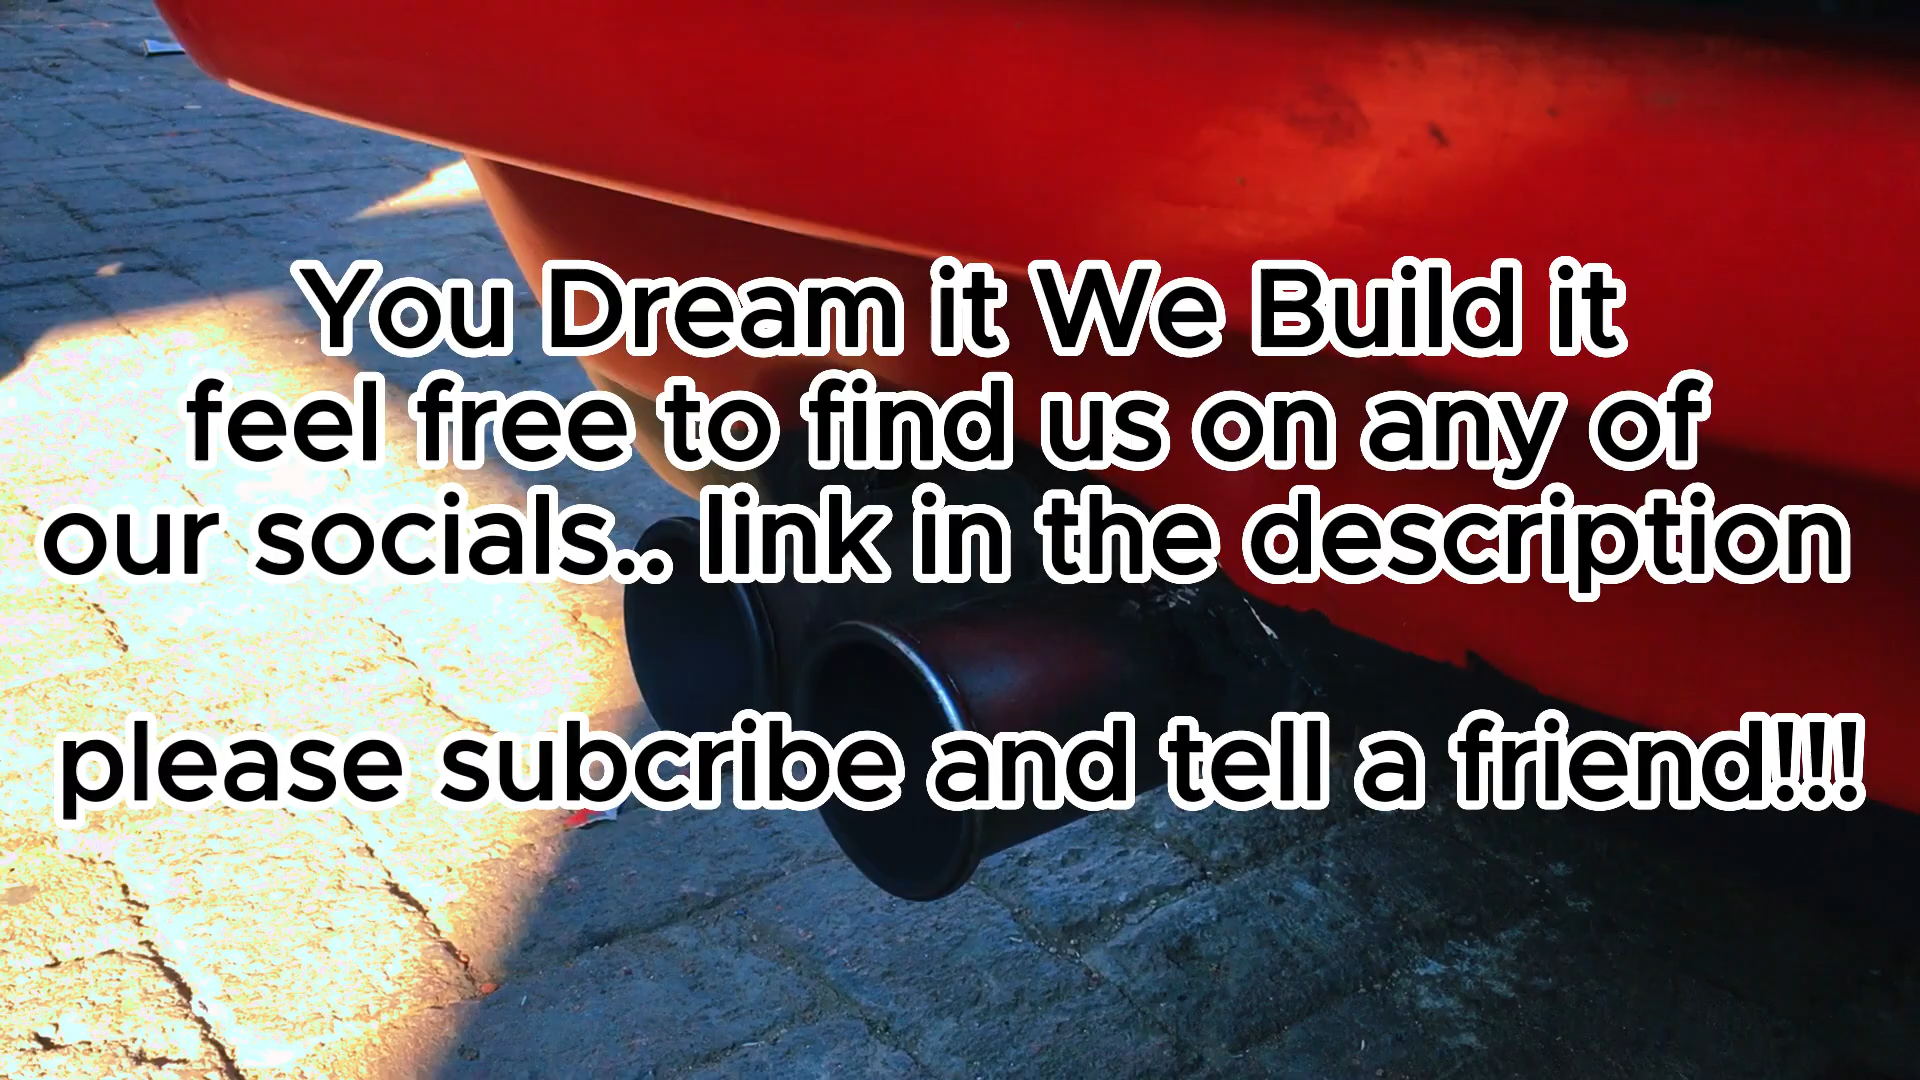 You Dream it We Build it
feel free to find us on any of
our socials.. link in the description
please subcribe and tell a friend!!!